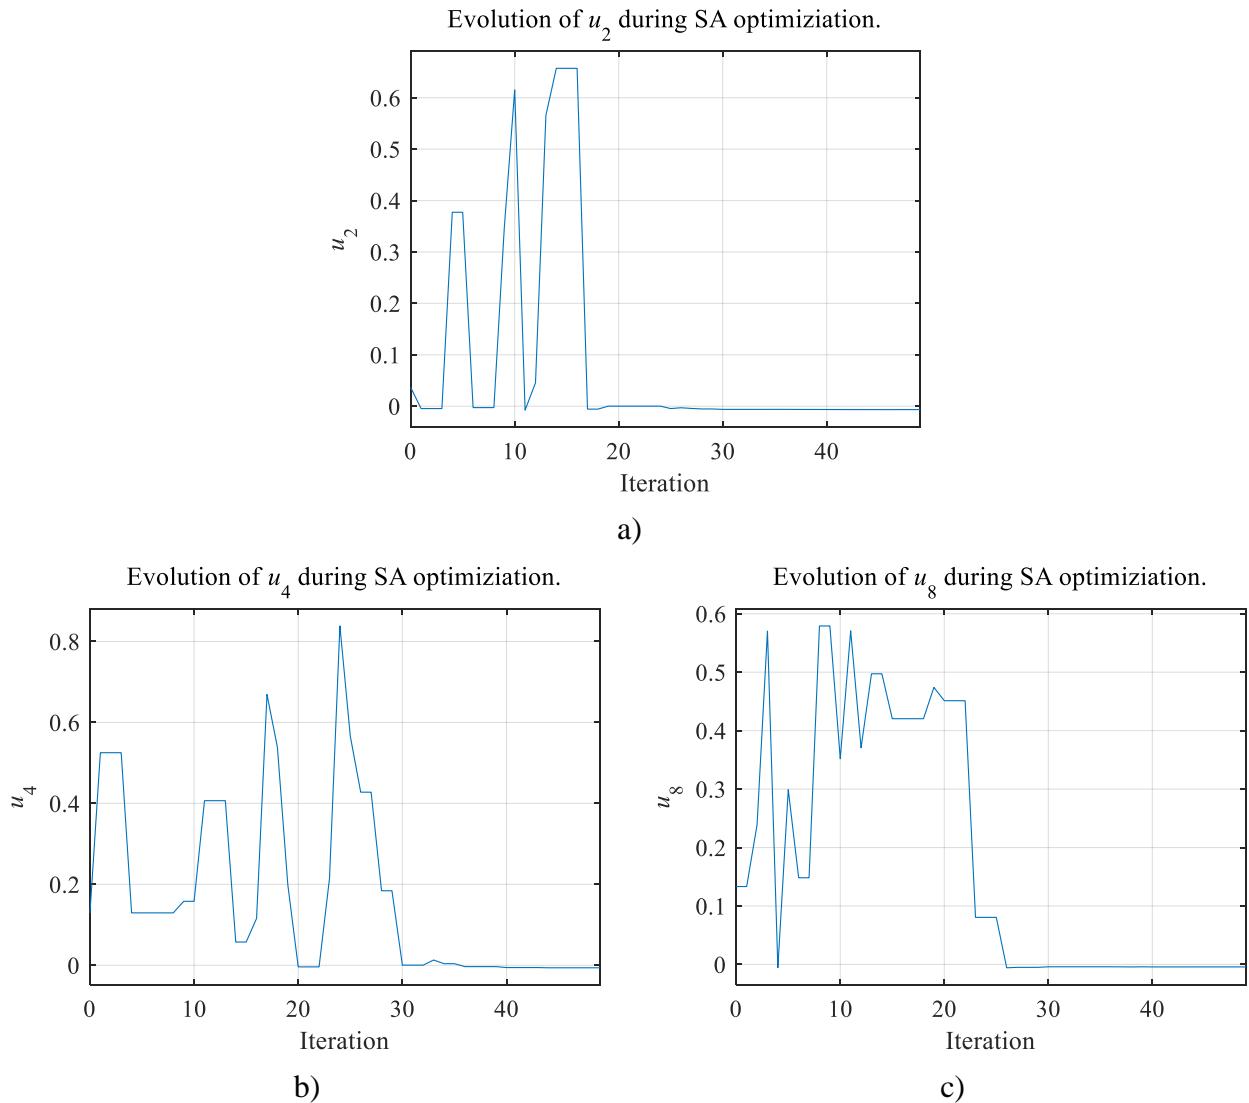 Evolution of u2 during SA optimiziation.
0.6
0.5
0.4
0.3
0.2
0.1
0
u2
0 10 20 30 40
Iteration
a)
Evolution of u4 during SA optimiziation.
0.8
0.6
0.4
0.2
0
u4
0 10 20 30 40
Iteration
b)
Evolution of u8 during SA optimiziation.
0.6
0.5
0.4
0.3
0.2
0.1
0
u8
0 10 20 30 40
Iteration
c)